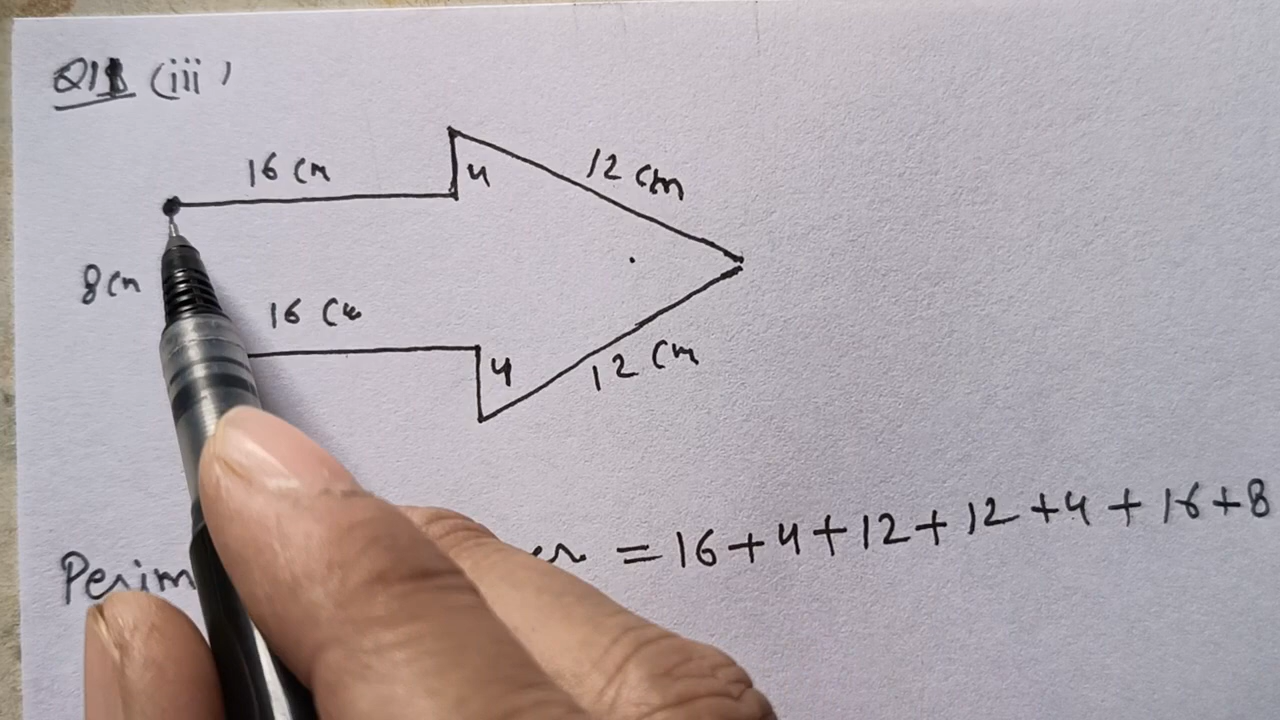 Q18 (iii)
16 cm
4
12 cm
8 cm
16 cm
4
12 cm
= 16+4+12+12+4+16+8